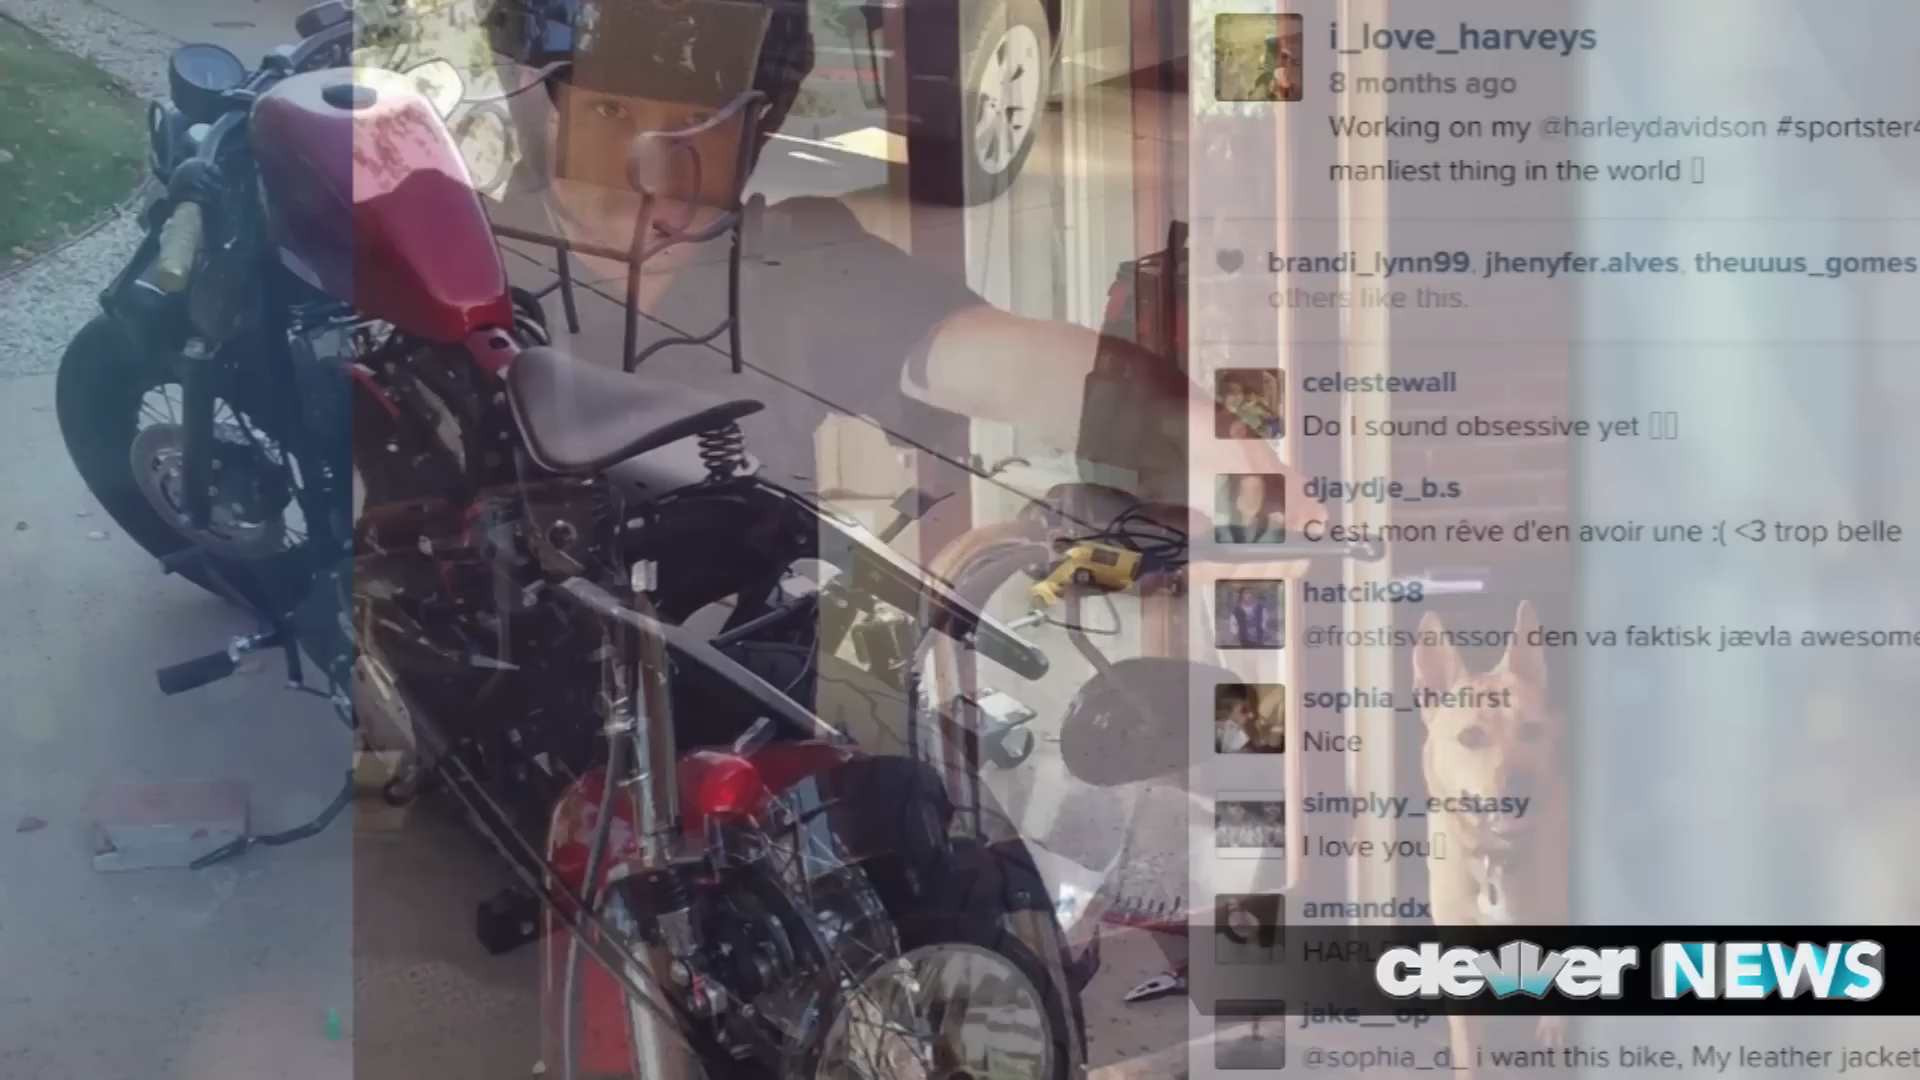 i_love_harveys
8 months ago
Working on my @harleydavidson #sportster4
manliest thing in the world
brandi_lynn99, jhenyfer.alves, theuuus_gomes
others like this.
celestewall
Do I sound obsessive yet
djaydje_b.s
C'est mon rêve d'en avoir une :( <3 trop belle
hatcik98
@frostisvansson den va faktisk jævla awesome
sophia_thefirst
Nice
simplyy_ecstasy
I love you
amanddx
clevver NEWS
jake__op
@sophia_d_ i want this bike, My leather jacket